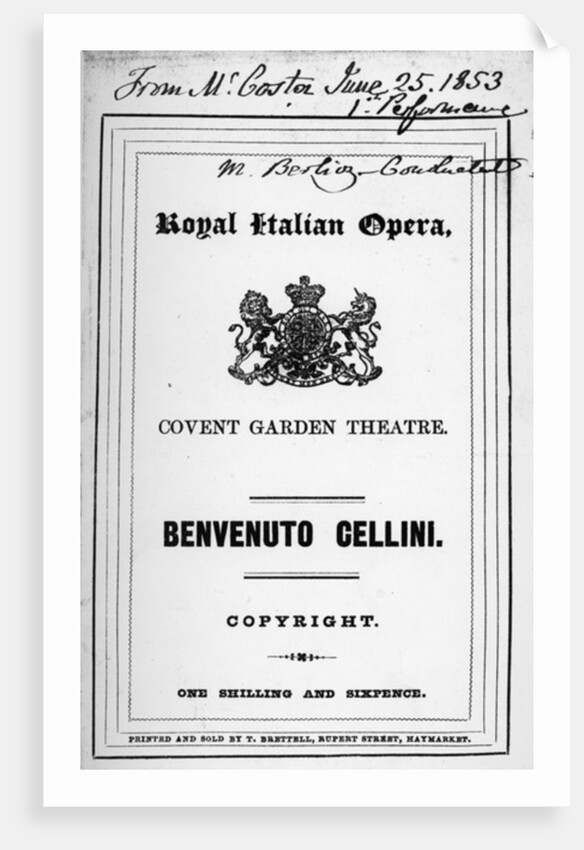 From Mr. Costa June 25. 1853
1st Performance
M. Berlioz Conducted
Royal Italian Opera,
COVENT GARDEN THEATRE.
BENVENUTO CELLINI.
COPYRIGHT.
ONE SHILLING AND SIXPENCE.
PRINTED AND SOLD BY T. BRETTELL, RUPERT STREET, HAYMARKET.